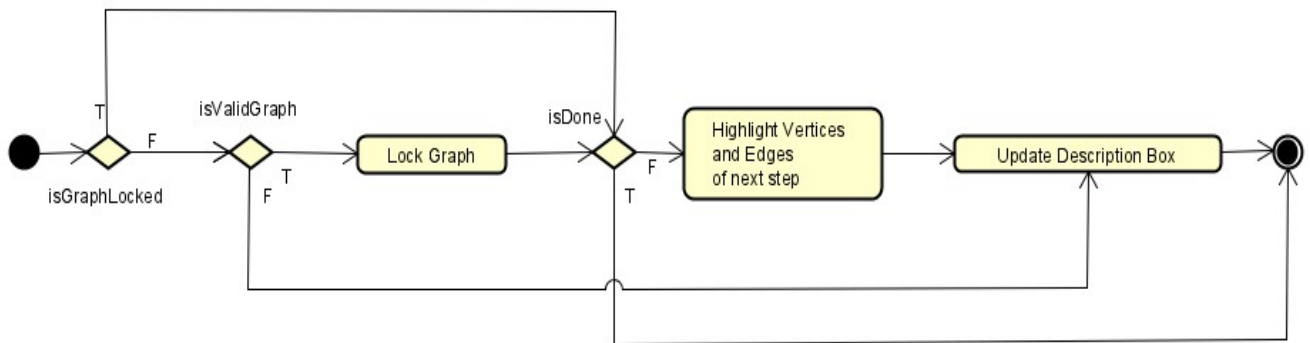 T
isValidGraph
isDone
F
Lock Graph
Highlight Vertices
and Edges
of next step
Update Description Box
T
F
isGraphLocked
F
T